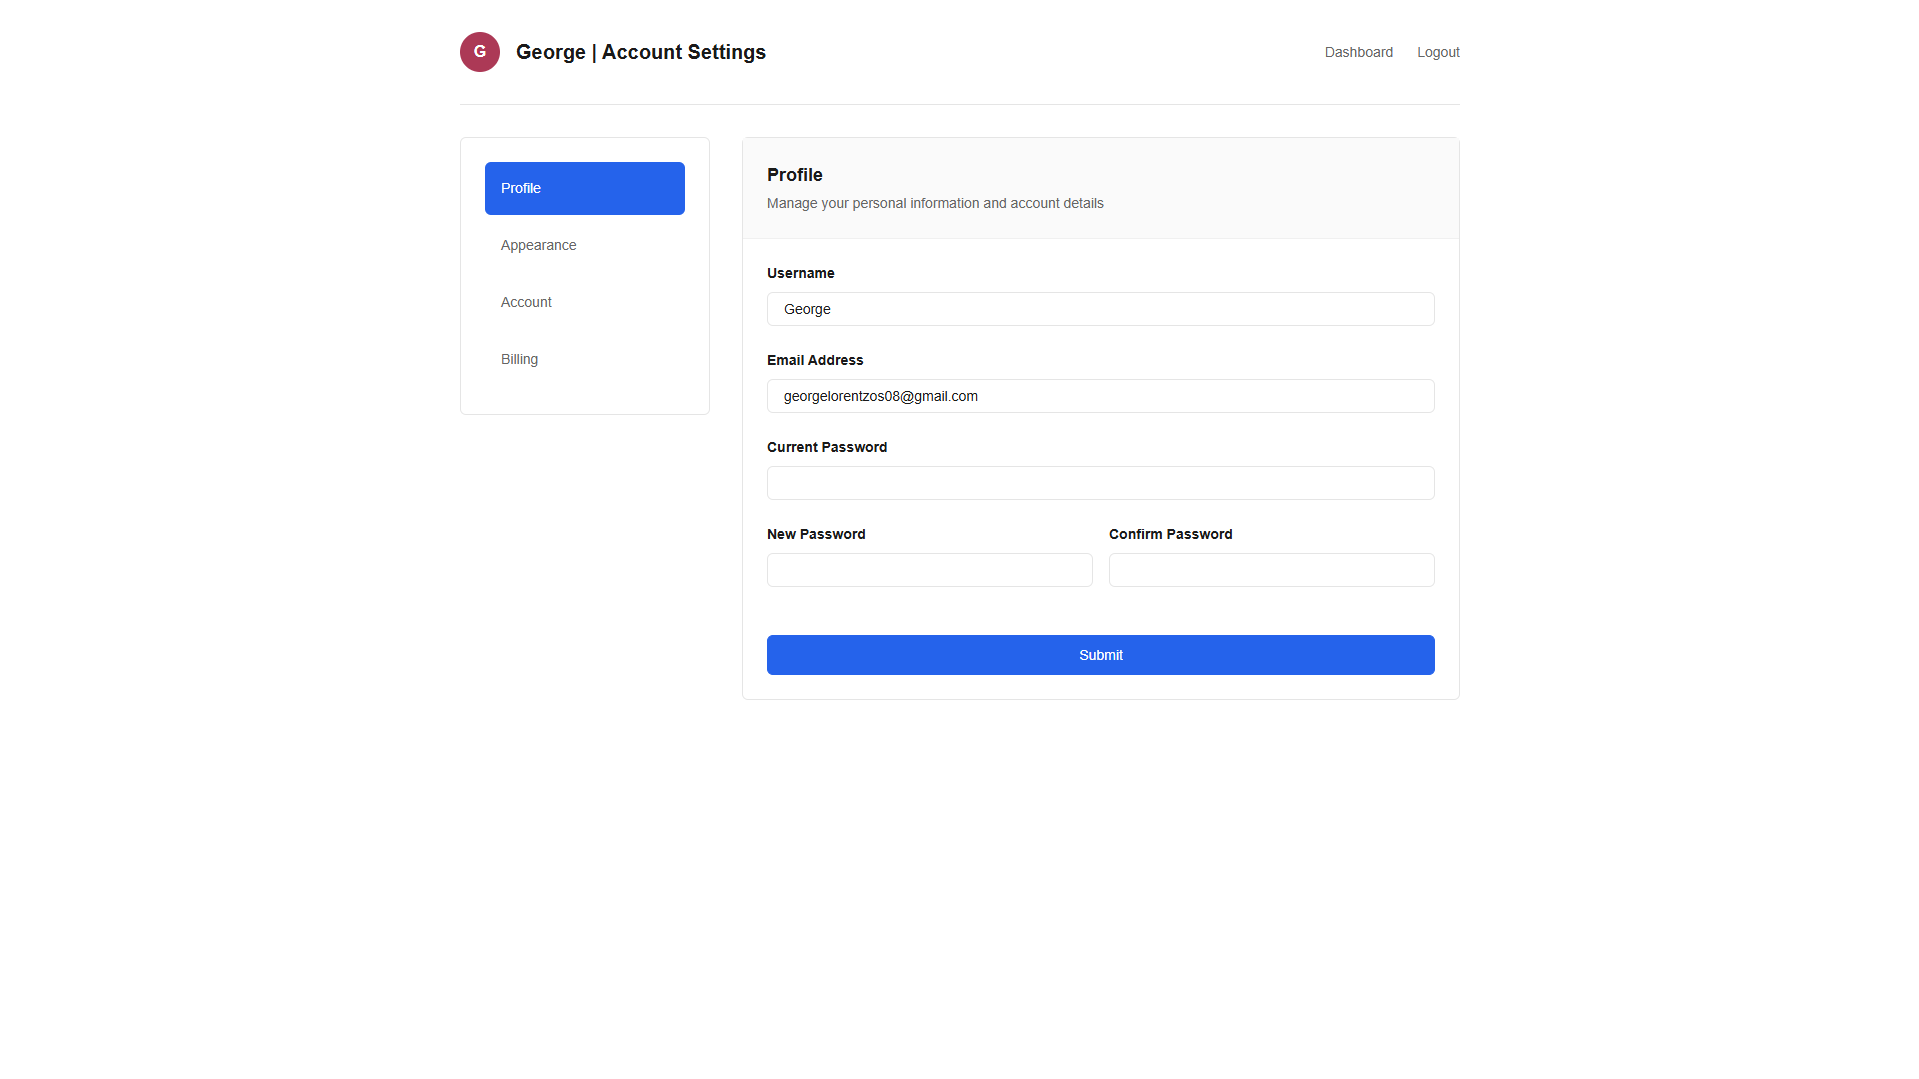 G
George | Account Settings
Dashboard
Logout
Profile
Appearance
Account
Billing
Profile
Manage your personal information and account details
Username
George
Email Address
georgelorentzos08@gmail.com
Current Password
New Password
Confirm Password
Submit